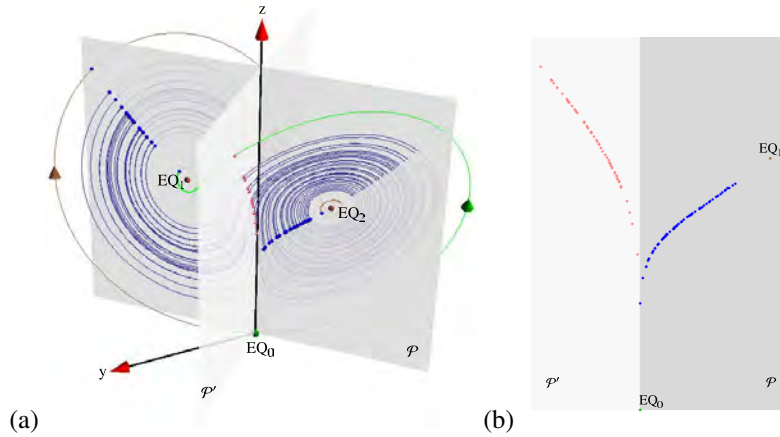 z
EQ₁
EQ₂
EQ₀
y
𝒫
𝒫′
(a)
EQ₁
𝒫′
𝒫
EQ₀
(b)